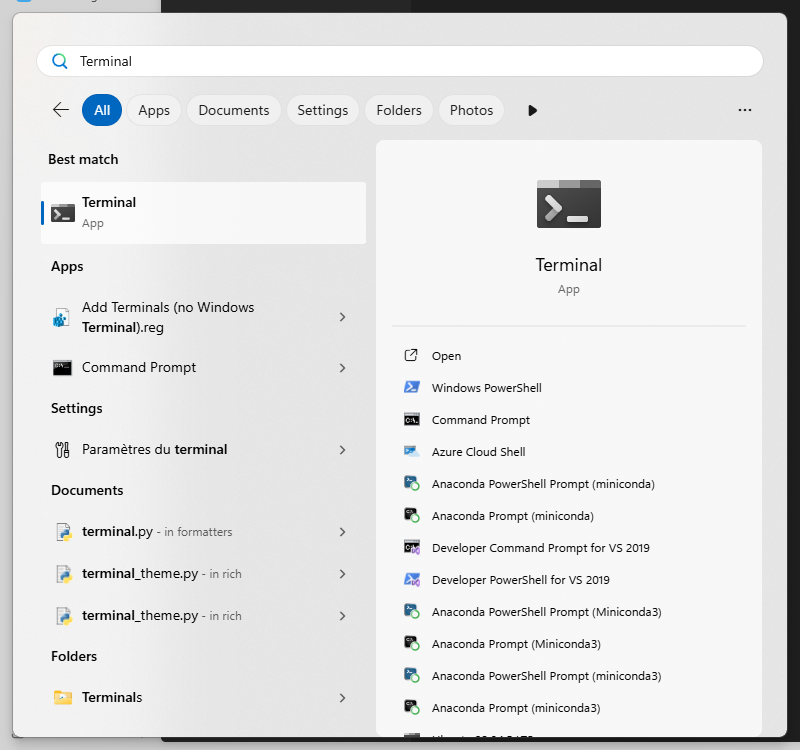 Terminal
All
Apps
Documents
Settings
Folders
Photos
Best match
Terminal
App
Apps
Add Terminals (no Windows
Terminal).reg
Command Prompt
Settings
Paramètres du terminal
Documents
terminal.py - in formatters
terminal_theme.py - in rich
terminal_theme.py - in rich
Folders
Terminals
Terminal
App
Open
Windows PowerShell
Command Prompt
Azure Cloud Shell
Anaconda PowerShell Prompt (miniconda)
Anaconda Prompt (miniconda)
Developer Command Prompt for VS 2019
Developer PowerShell for VS 2019
Anaconda PowerShell Prompt (Miniconda3)
Anaconda Prompt (Miniconda3)
Anaconda PowerShell Prompt (miniconda3)
Anaconda Prompt (miniconda3)